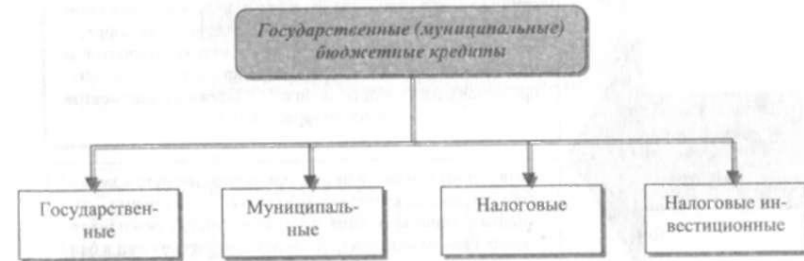 Государственные (муниципальные)
бюджетные кредиты
Государствен-
ные
Муниципаль-
ные
Налоговые
Налоговые ин-
вестиционные